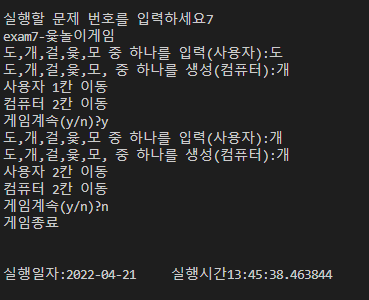 실행할 문제 번호를 입력하세요7
exam7-윷놀이게임
도,개,걸,윷,모 중 하나를 입력(사용자):도
도,개,걸,윷,모, 중 하나를 생성(컴퓨터):개
사용자 1칸 이동
컴퓨터 2칸 이동
게임계속(y/n)?y
도,개,걸,윷,모 중 하나를 입력(사용자):개
도,개,걸,윷,모, 중 하나를 생성(컴퓨터):개
사용자 2칸 이동
컴퓨터 2칸 이동
게임계속(y/n)?n
게임종료
실행일자:2022-04-21 실행시간13:45:38.463844